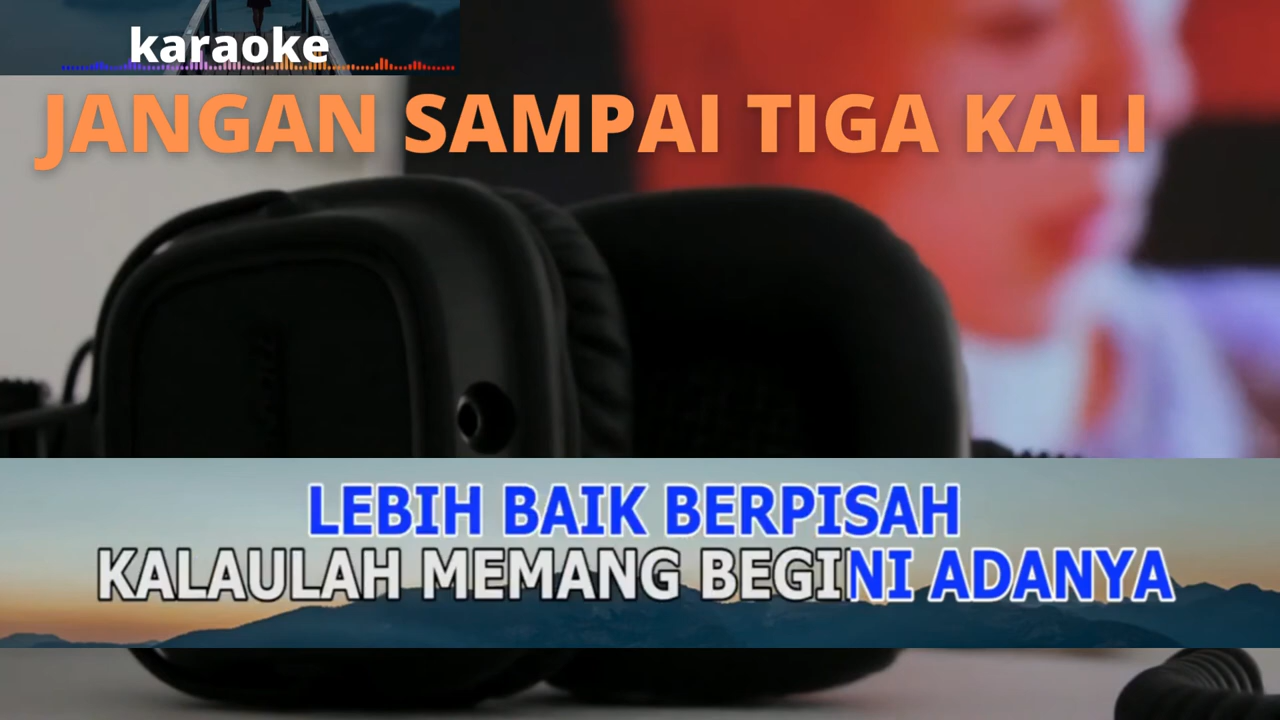 karaoke
JANGAN SAMPAI TIGA KALI
LEBIH BAIK BERPISAH
KALAULAH MEMANG BEGINI ADANYA